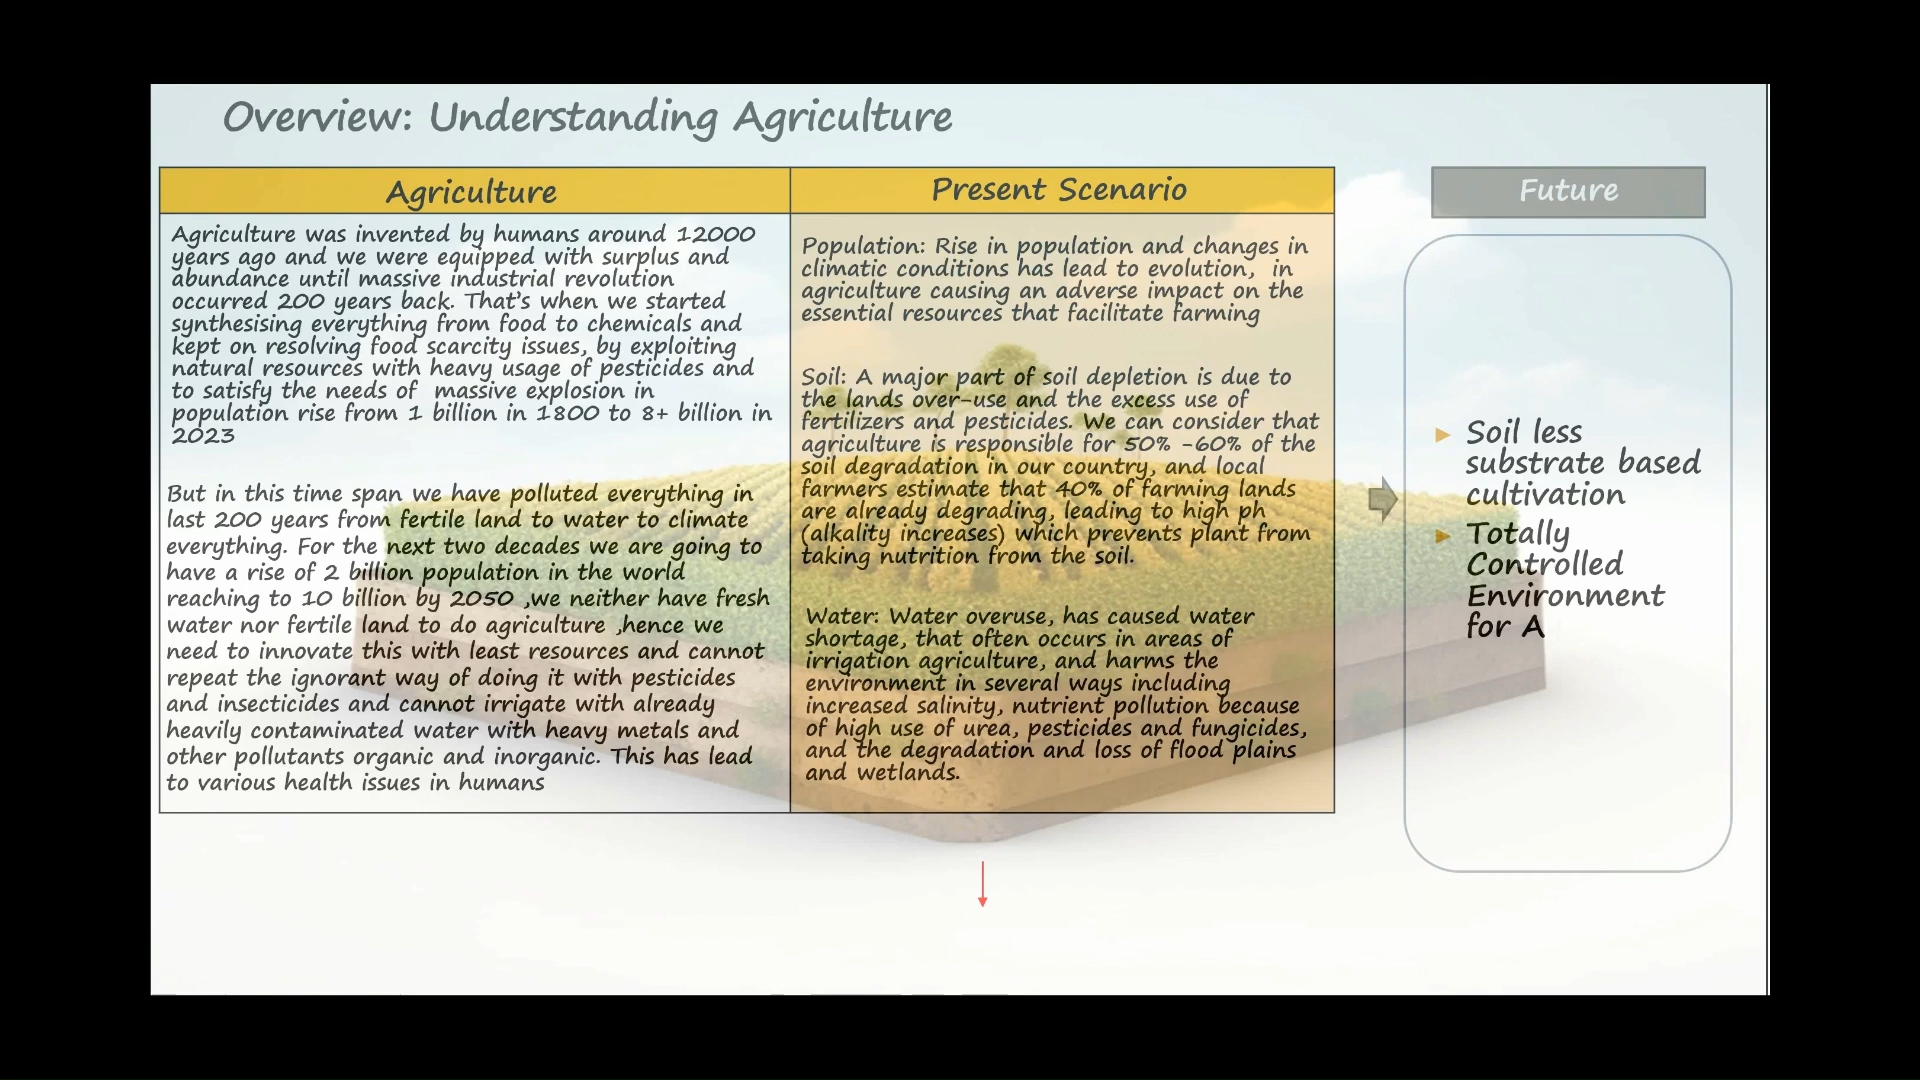 Overview: Understanding Agriculture
Agriculture
Agriculture was invented by humans around 12000
years ago and we were equipped with surplus and
abundance until massive industrial revolution
occurred 200 years back. That's when we started
synthesising everything from food to chemicals and
kept on resolving food scarcity issues, by exploiting
natural resources with heavy usage of pesticides and
to satisfy the needs of massive explosion in
population rise from 1 billion in 1800 to 8+ billion in
2023
But in this time span we have polluted everything in
last 200 years from fertile land to water to climate
everything. For the next two decades we are going to
have a rise of 2 billion population in the world
reaching to 10 billion by 2050 ,we neither have fresh
water nor fertile land to do agriculture ,hence we
need to innovate this with least resources and cannot
repeat the ignorant way of doing it with pesticides
and insecticides and cannot irrigate with already
heavily contaminated water with heavy metals and
other pollutants organic and inorganic. This has lead
to various health issues in humans
Present Scenario
Population: Rise in population and changes in
climatic conditions has lead to evolution, in
agriculture causing an adverse impact on the
essential resources that facilitate farming
Soil: A major part of soil depletion is due to
the lands over-use and the excess use of
fertilizers and pesticides. We can consider that
agriculture is responsible for 50% -60% of the
soil degradation in our country, and local
farmers estimate that 40% of farming lands
are already degrading, leading to high ph
(alkality increases) which prevents plant from
taking nutrition from the soil.
Water: Water overuse, has caused water
shortage, that often occurs in areas of
irrigation agriculture, and harms the
environment in several ways including
increased salinity, nutrient pollution because
of high use of urea, pesticides and fungicides,
and the degradation and loss of flood plains
and wetlands.
Future
Soil less
substrate based
cultivation
Totally
Controlled
Environment
for A